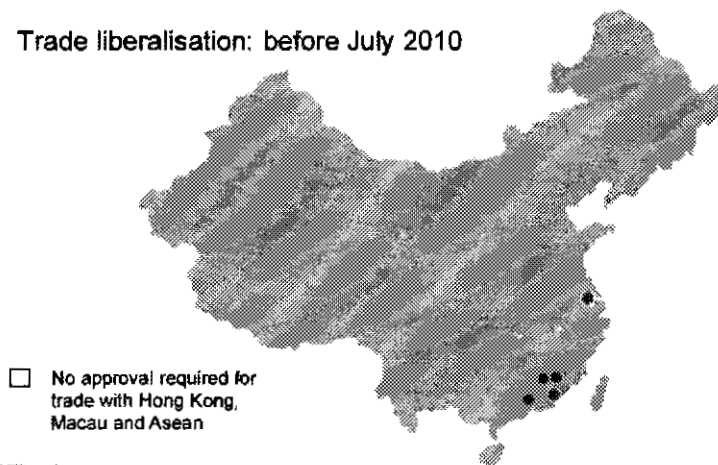 Trade liberalisation: before July 2010
No approval required for
trade with Hong Kong,
Macau and Asean